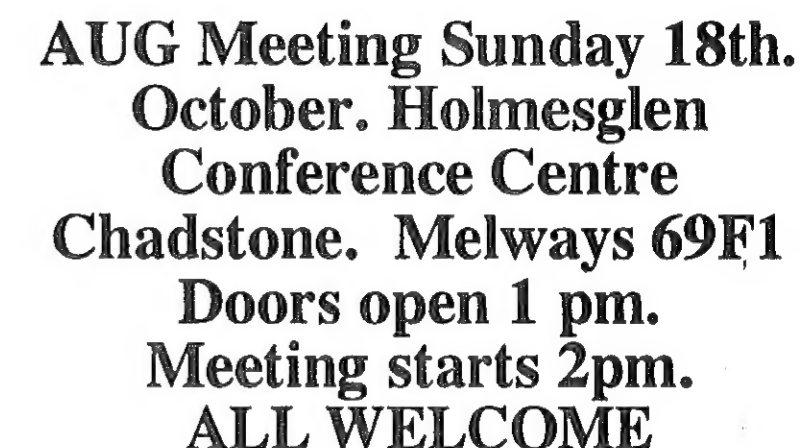 AUG Meeting Sunday 18th.
October. Holmesglen
Conference Centre
Chadstone. Melways 69F1
Doors open 1 pm.
Meeting starts 2pm.
ALL WELCOME